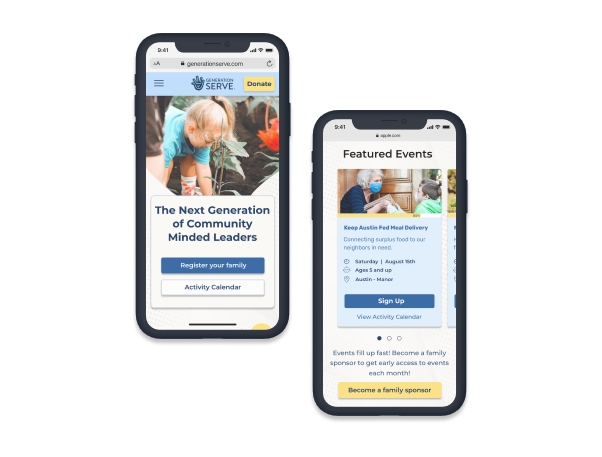 9:41
AA generationserve.com
GENERATION
SERVE.
Donate
The Next Generation
of Community
Minded Leaders
Register your family
Activity Calendar
9:41
apple.com
Featured Events
Keep Austin Fed Meal Delivery
Connecting surplus food to our
neighbors in need.
Saturday | August 15th
Ages 5 and up
Austin - Manor
Sign Up
View Activity Calendar
Events fill up fast! Become a family
sponsor to get early access to events
each month!
Become a family sponsor